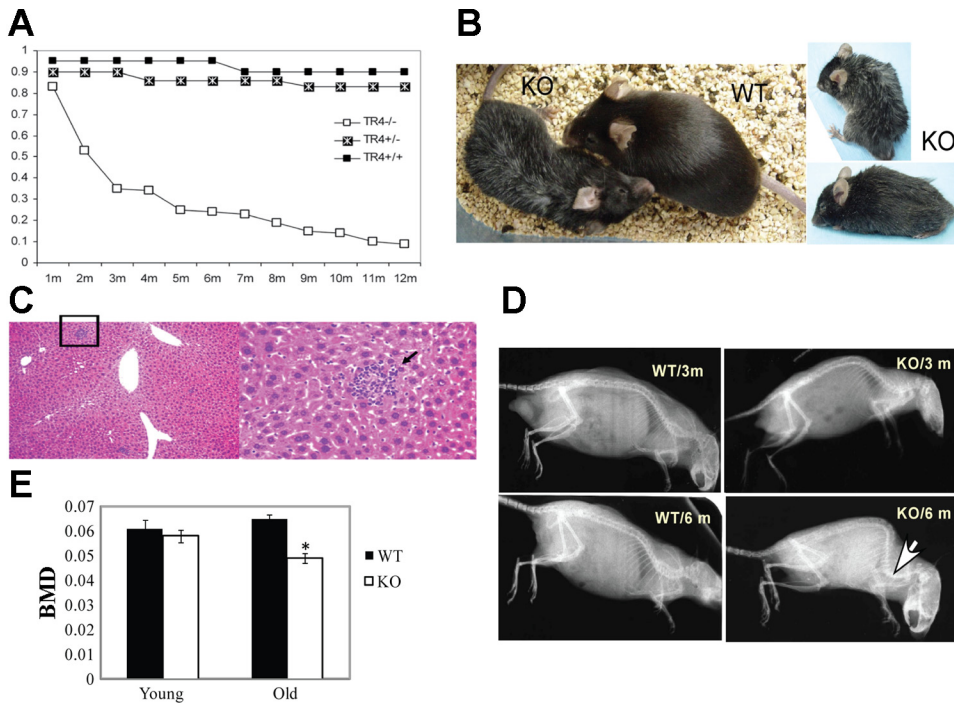 A
1
0.9
0.8
0.7
0.6
0.5
0.4
0.3
0.2
0.1
0
1m 2m 3m 4m 5m 6m 7m 8m 9m 10m 11m 12m
TR4-/-
TR4+/-
TR4+/+
B
KO
WT
KO
C
D
WT/3m
KO/3 m
WT/6 m
KO/6 m
E
BMD
0.07
0.06
0.05
0.04
0.03
0.02
0.01
0
*
Young Old
WT
KO